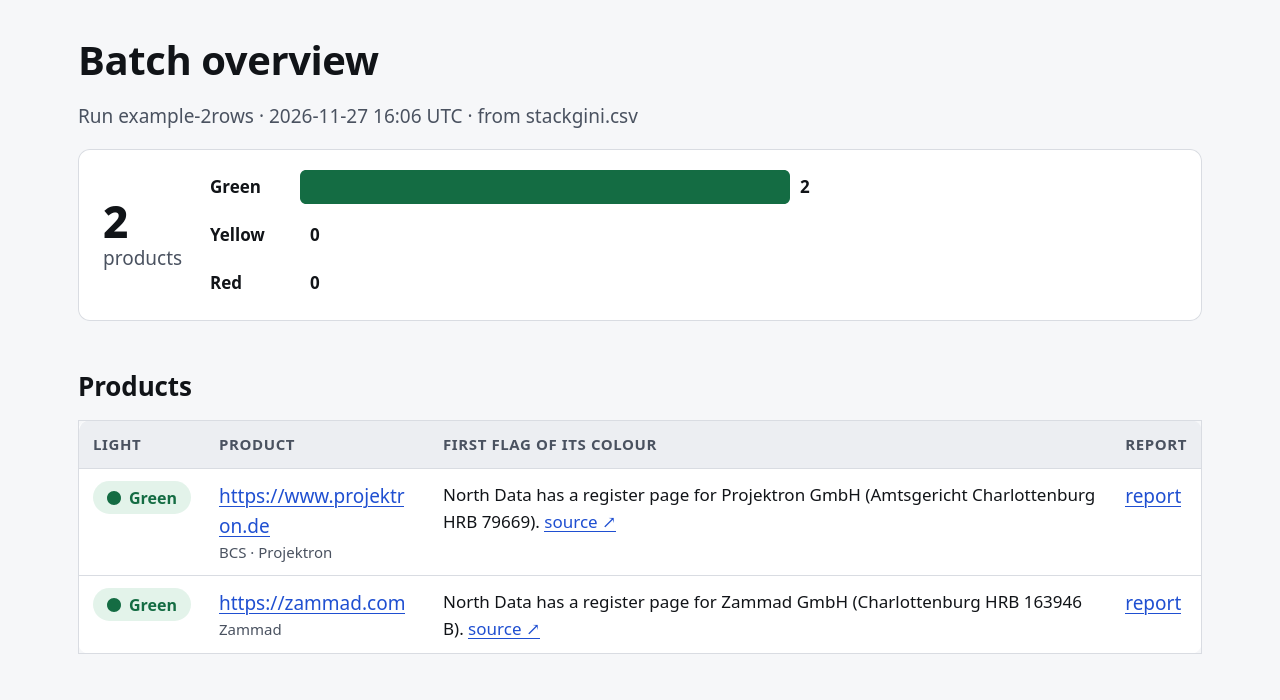 Batch overview
Run example-2rows · 2026-11-27 16:06 UTC · from stackgini.csv
Green 2
2 products
Yellow 0
Red 0
Products
LIGHT PRODUCT FIRST FLAG OF ITS COLOUR REPORT
Green https://www.projektr North Data has a register page for Projektron GmbH (Amtsgericht Charlottenburg report
on.de HRB 79669). source ↗
BCS · Projektron
Green https://zammad.com North Data has a register page for Zammad GmbH (Charlottenburg HRB 163946 report
Zammad B). source ↗